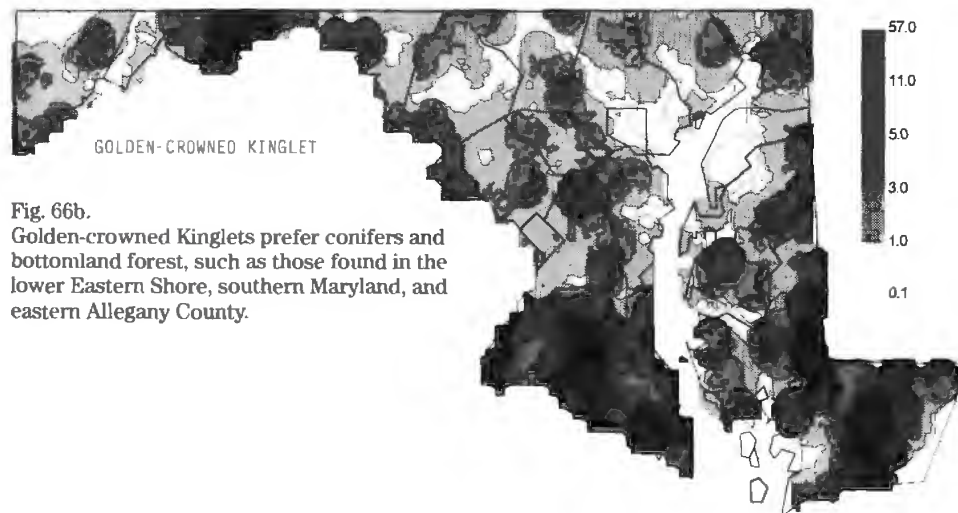 57.0
11.0
5.0
3.0
1.0
0.1
GOLDEN-CROWNED KINGLET
Fig. 66b.
Golden-crowned Kinglets prefer conifers and
bottomland forest, such as those found in the
lower Eastern Shore, southern Maryland, and
eastern Allegany County.